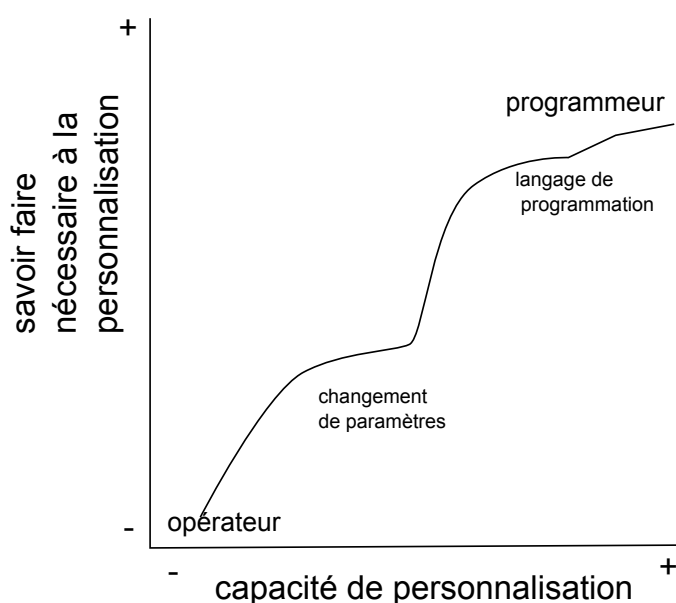 +
savoir faire
nécessaire à la
personnalisation
programmeur
langage de
programmation
changement
de paramètres
opérateur
-
-
+
capacité de personnalisation